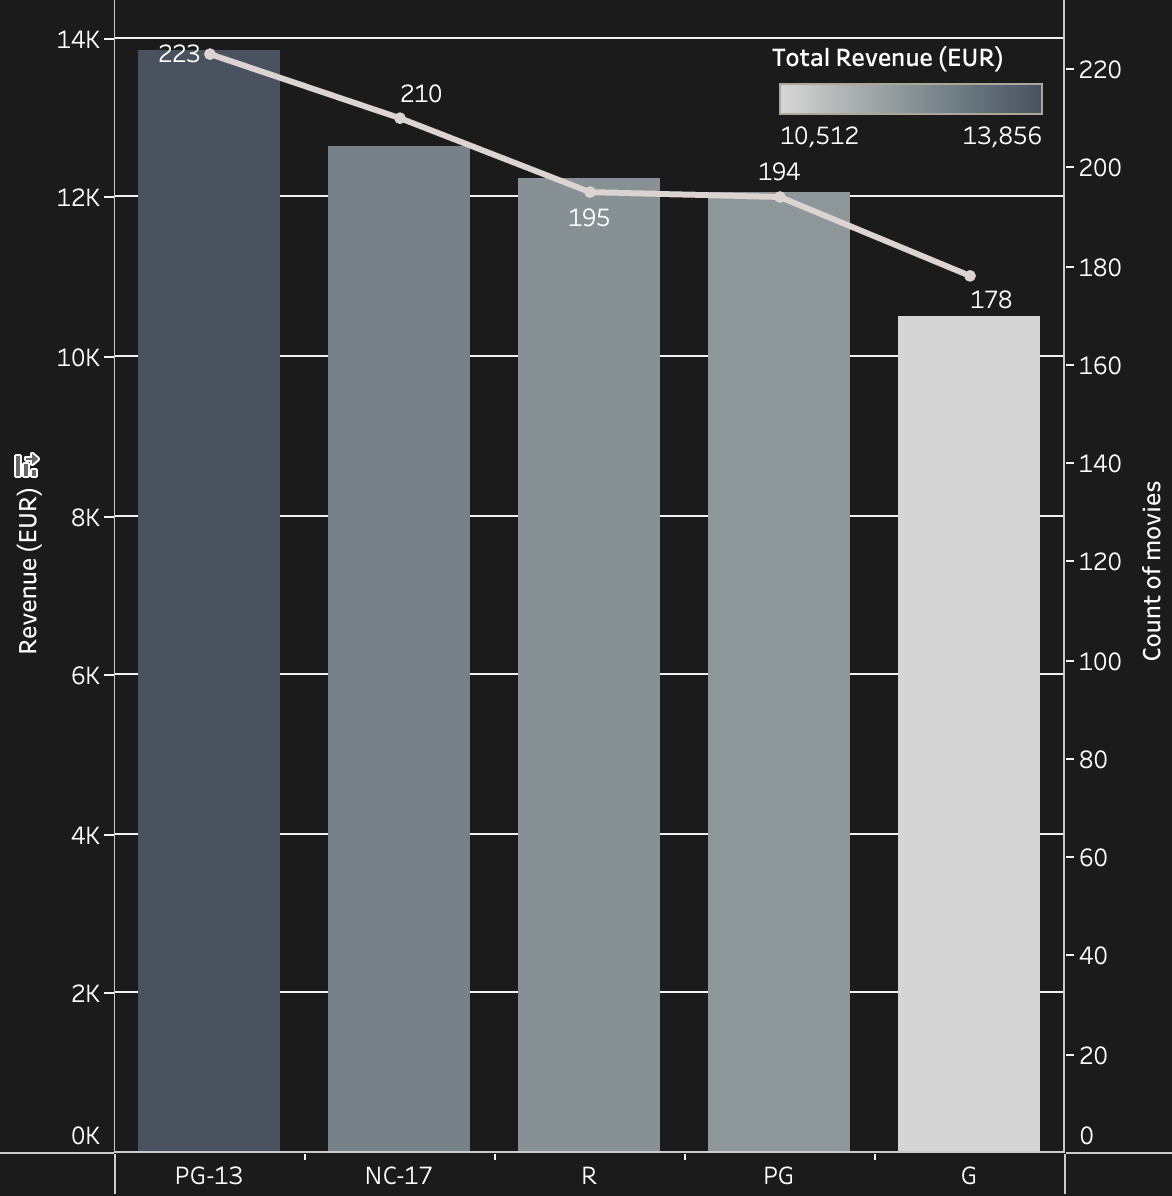 Total Revenue (EUR)
10,512 13,856
14K
12K
10K
8K
6K
4K
2K
0K
Revenue (EUR)
223
210
195
194
178
220
200
180
160
140
120
100
80
60
40
20
0
Count of movies
PG-13 NC-17 R PG G